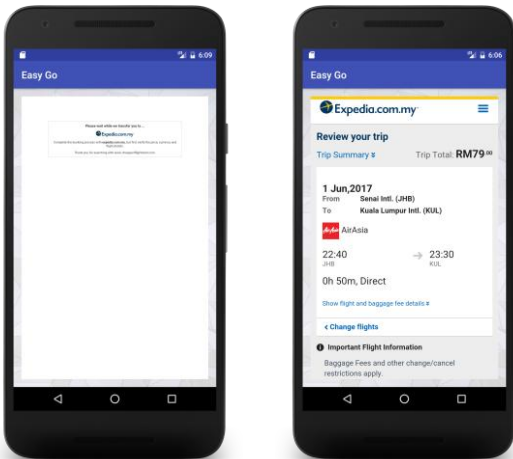 6:09
Easy Go
Please wait while we transfer you to ...
Expedia.com.my
6:06
Easy Go
Expedia.com.my
Review your trip
Trip Summary
Trip Total: RM79.00
1 Jun,2017
From Senai Intl. (JHB)
To Kuala Lumpur Intl. (KUL)
AirAsia
22:40 → 23:30
JHB KUL
0h 50m, Direct
Show flight and baggage fee details
< Change flights
Important Flight Information
Baggage Fees and other change/cancel
restrictions apply.